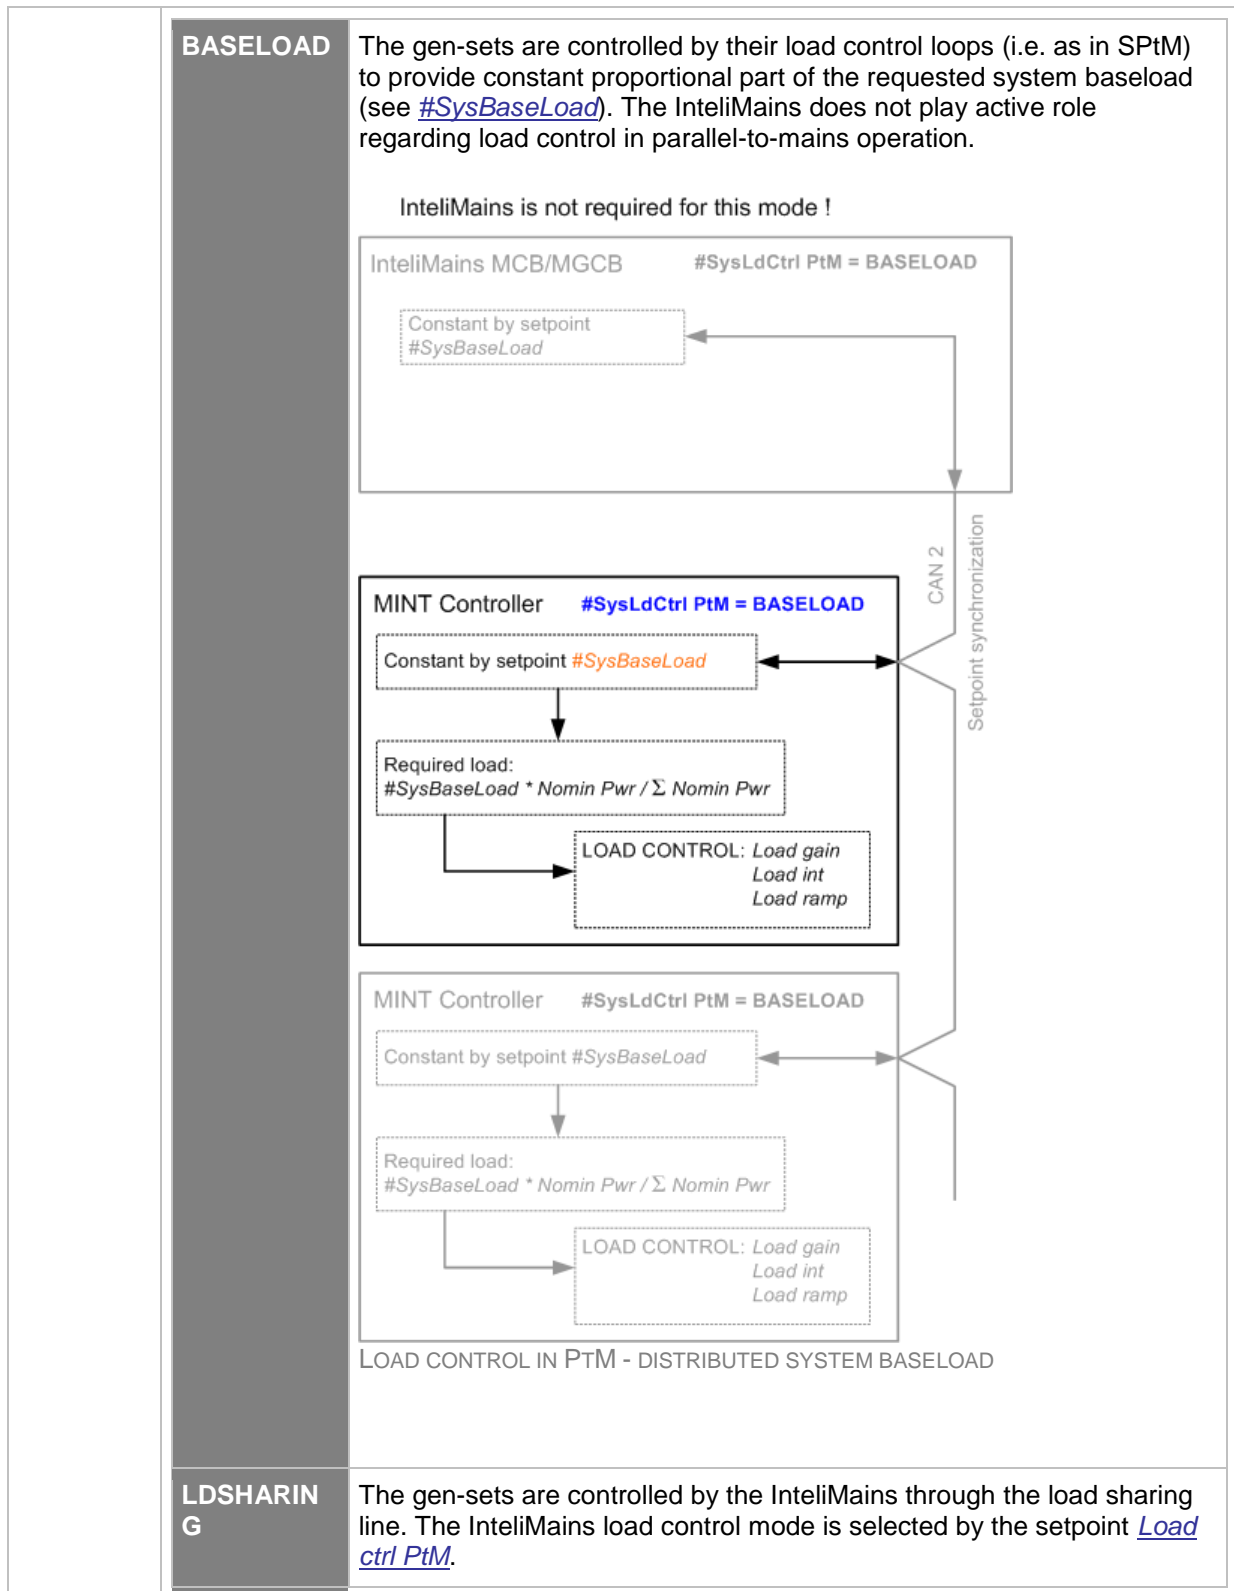 BASELOAD
The gen-sets are controlled by their load control loops (i.e. as in SPtM)
to provide constant proportional part of the requested system baseload
(see #SysBaseLoad). The InteliMains does not play active role
regarding load control in parallel-to-mains operation.
InteliMains is not required for this mode !
InteliMains MCB/MGCB #SysLdCtrl PtM = BASELOAD
Constant by setpoint
#SysBaseLoad
CAN 2
Setpoint synchronization
MINT Controller #SysLdCtrl PtM = BASELOAD
Constant by setpoint #SysBaseLoad
Required load:
#SysBaseLoad * Nomin Pwr / Σ Nomin Pwr
LOAD CONTROL: Load gain
Load int
Load ramp
MINT Controller #SysLdCtrl PtM = BASELOAD
Constant by setpoint #SysBaseLoad
Required load:
#SysBaseLoad * Nomin Pwr / Σ Nomin Pwr
LOAD CONTROL: Load gain
Load int
Load ramp
LOAD CONTROL IN PTM - DISTRIBUTED SYSTEM BASELOAD
LDSHARIN
G
The gen-sets are controlled by the InteliMains through the load sharing
line. The InteliMains load control mode is selected by the setpoint Load
ctrl PtM.